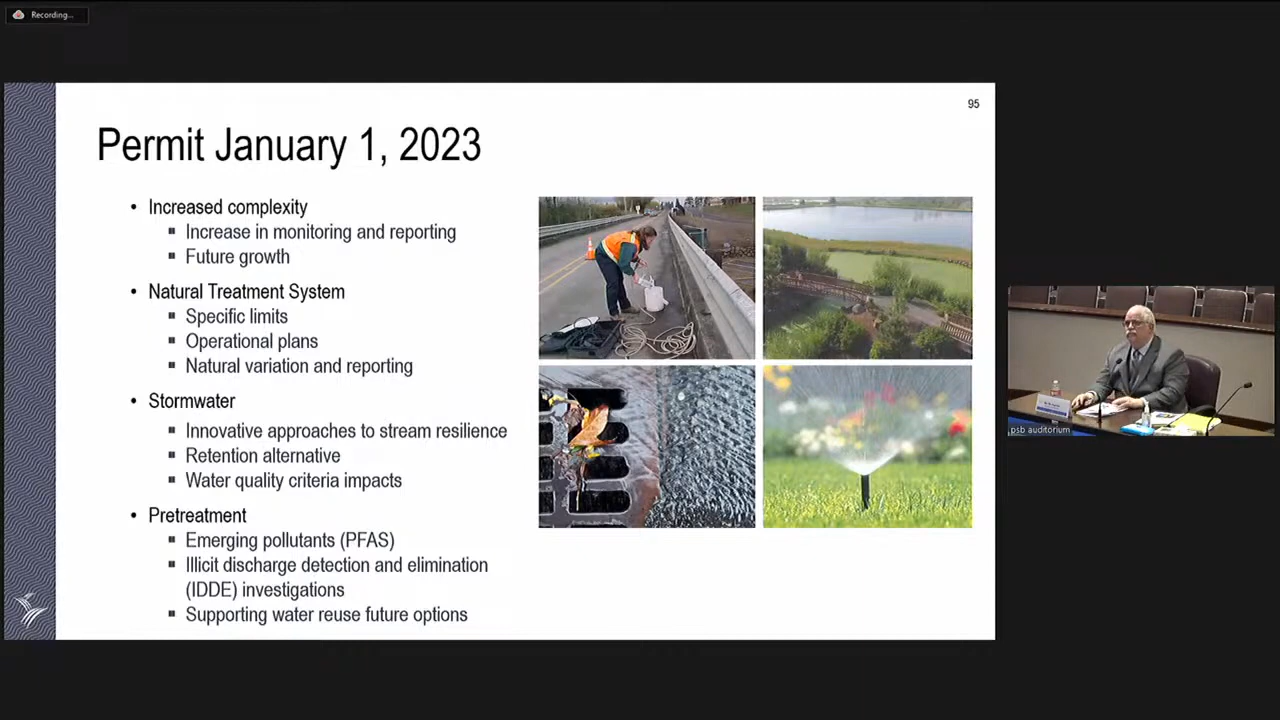 Recording...
95
Permit January 1, 2023
• Increased complexity
Increase in monitoring and reporting
Future growth
• Natural Treatment System
Specific limits
Operational plans
Natural variation and reporting
• Stormwater
Innovative approaches to stream resilience
Retention alternative
Water quality criteria impacts
• Pretreatment
Emerging pollutants (PFAS)
Illicit discharge detection and elimination
(IDDE) investigations
Supporting water reuse future options
psb auditorium